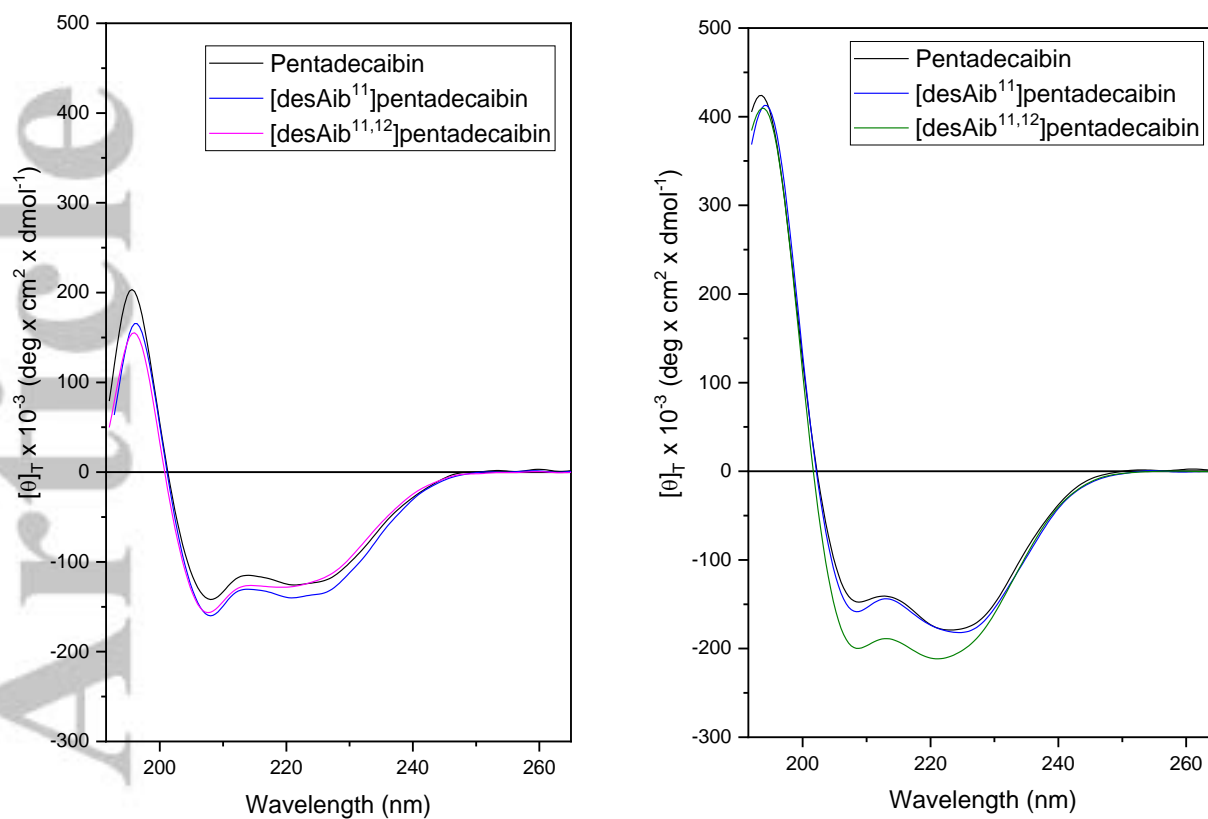 Article
500
400
300
200
100
0
-100
-200
-300
200
220
240
260
[θ]T x 10-3 (deg x cm2 x dmol-1)
Wavelength (nm)
Pentadecaibin
[desAib11]pentadecaibin
[desAib11,12]pentadecaibin
500
400
300
200
100
0
-100
-200
-300
200
220
240
260
[θ]T x 10-3 (deg x cm2 x dmol-1)
Wavelength (nm)
Pentadecaibin
[desAib11]pentadecaibin
[desAib11,12]pentadecaibin